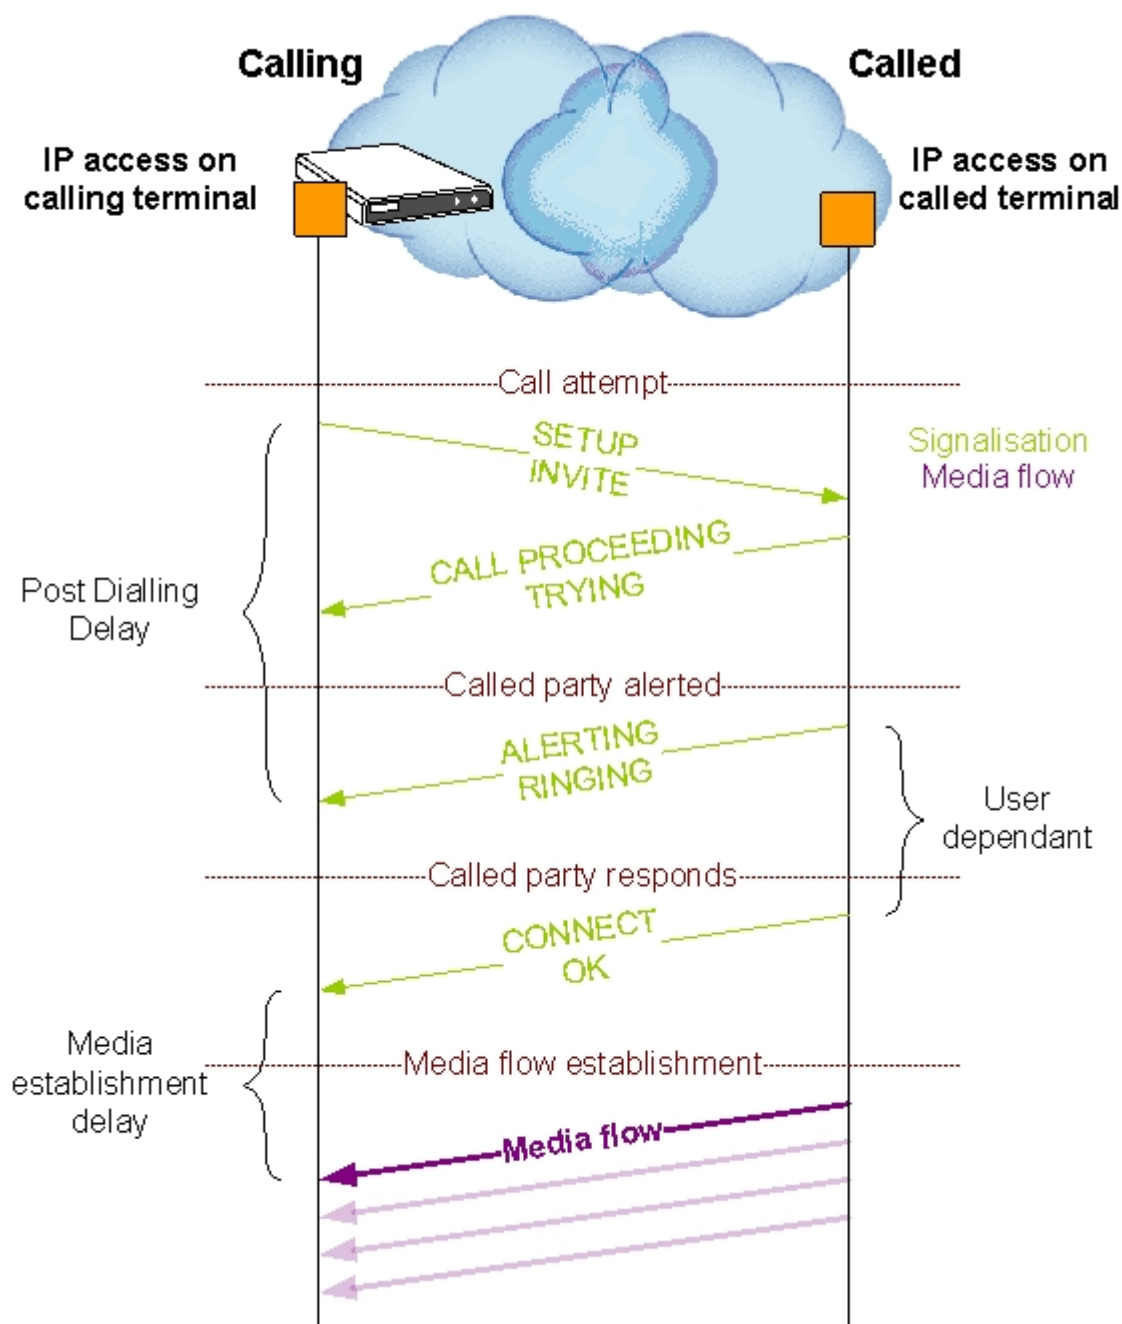 Calling
Called
IP access on
calling terminal
IP access on
called terminal
Call attempt
SETUP
INVITE
Signalisation
Media flow
CALL PROCEEDING
TRYING
Post Dialling
Delay
Called party alerted
ALERTING
RINGING
User
dependant
Called party responds
CONNECT
OK
Media
establishment
delay
Media flow establishment
Media flow